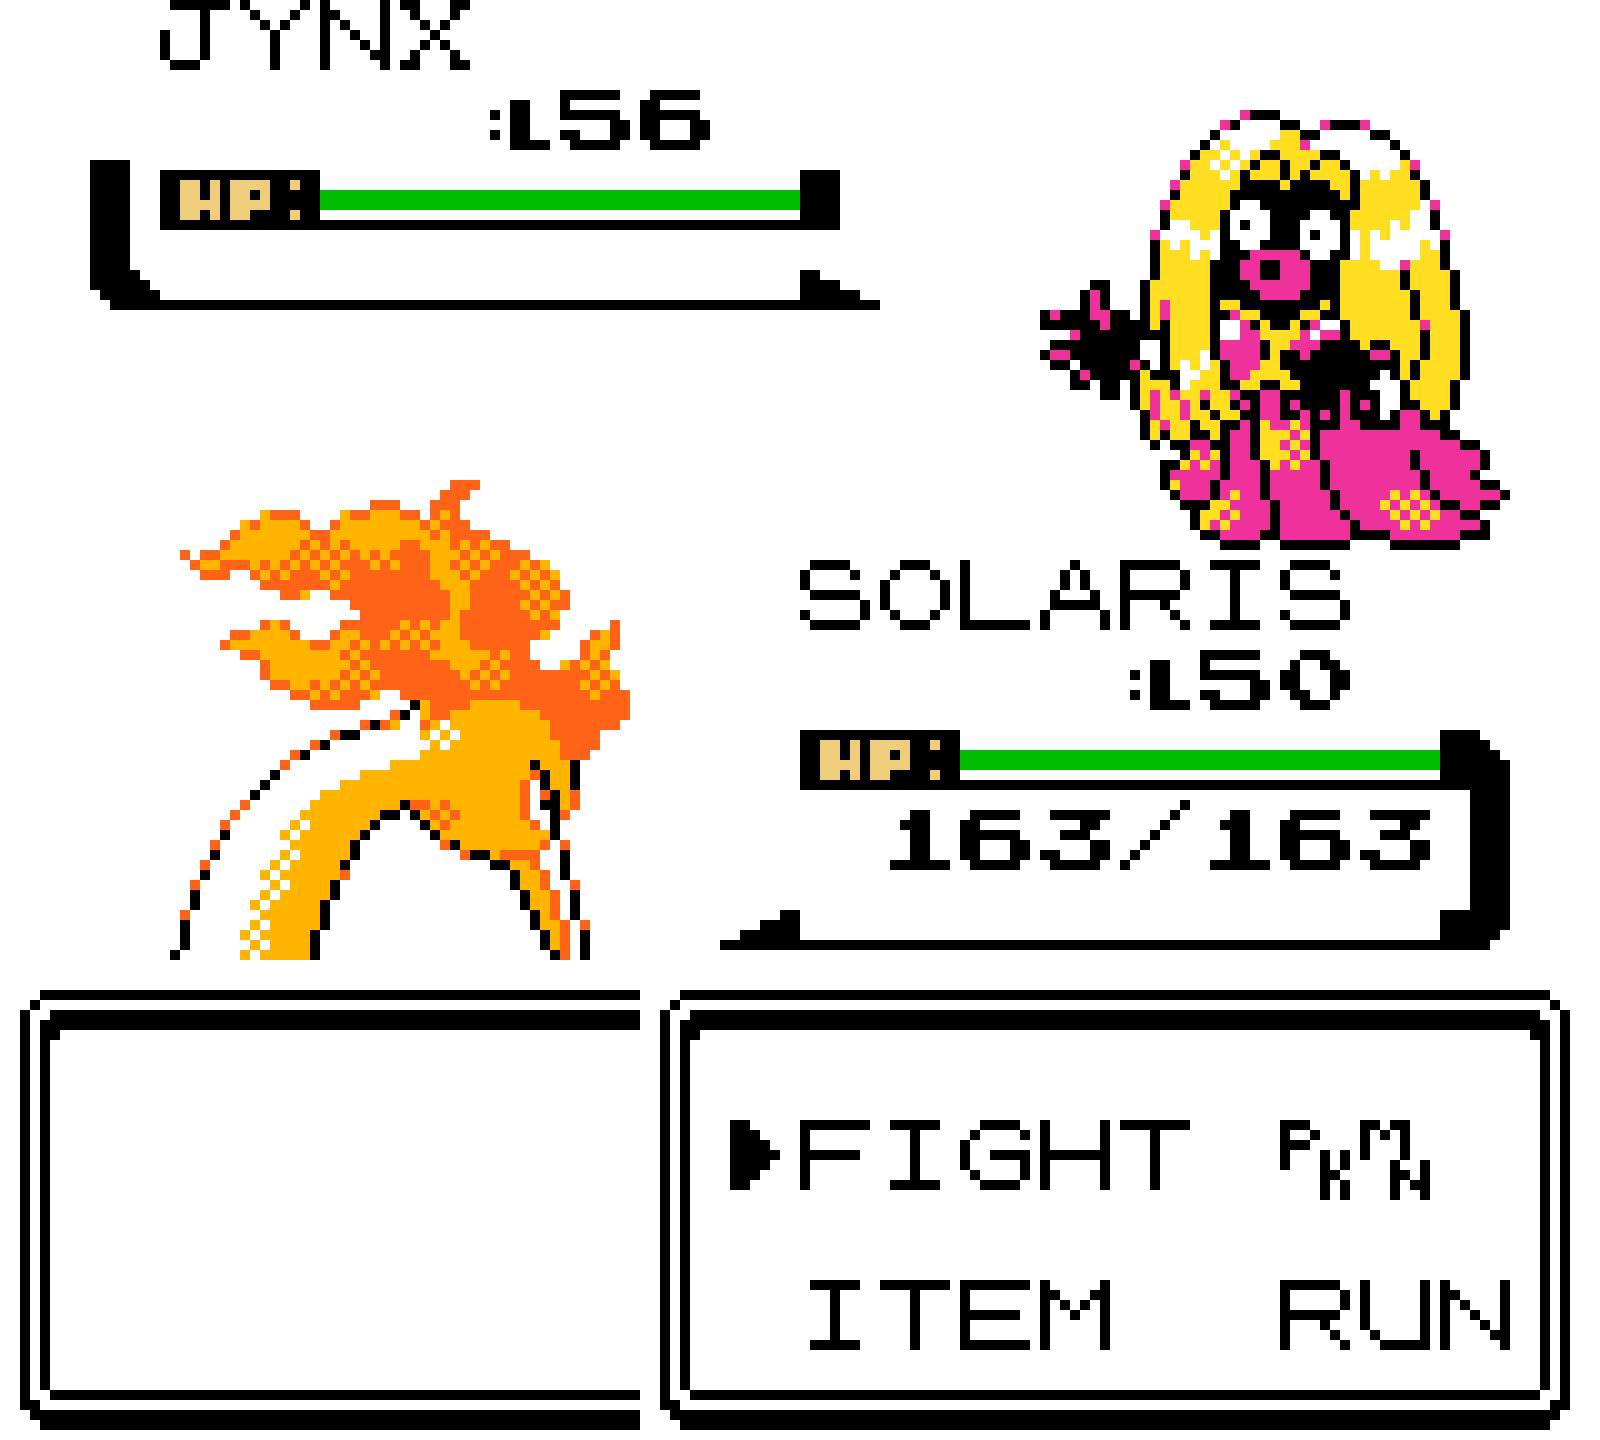 JYNX
:L56
HP:
SOLARIS
:L50
HP:
163/163
▶FIGHT PKMN
ITEM RUN